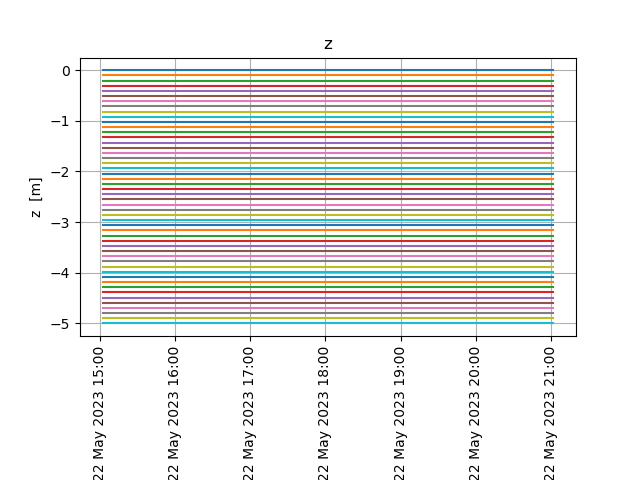 z
0
−1
−2
−3
−4
−5
z  [m]
22 May 2023 15:00
22 May 2023 16:00
22 May 2023 17:00
22 May 2023 18:00
22 May 2023 19:00
22 May 2023 20:00
22 May 2023 21:00